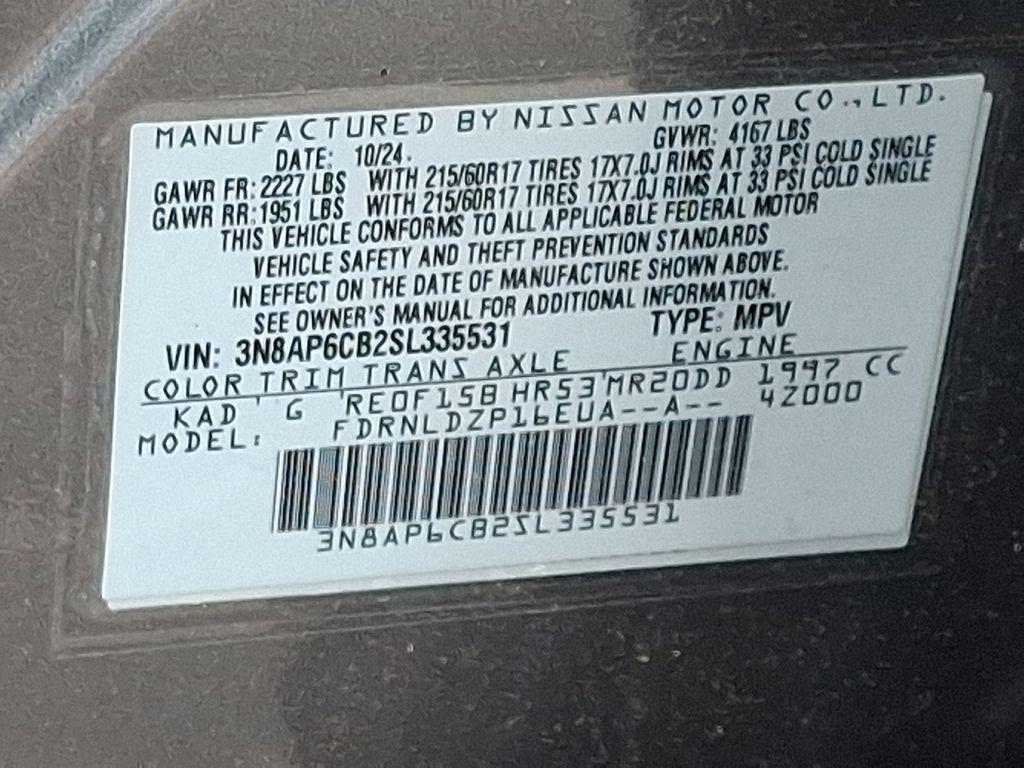 MANUFACTURED BY NISSAN MOTOR CO.,LTD.
DATE: 10/24. GVWR: 4167 LBS
GAWR FR: 2227 LBS WITH 215/60R17 TIRES 17X7.0J RIMS AT 33 PSI COLD SINGLE
GAWR RR: 1951 LBS WITH 215/60R17 TIRES 17X7.0J RIMS AT 33 PSI COLD SINGLE
THIS VEHICLE CONFORMS TO ALL APPLICABLE FEDERAL MOTOR
VEHICLE SAFETY AND THEFT PREVENTION STANDARDS
IN EFFECT ON THE DATE OF MANUFACTURE SHOWN ABOVE.
SEE OWNER'S MANUAL FOR ADDITIONAL INFORMATION.
VIN: 3N8AP6CB2SL335531 TYPE: MPV
COLOR TRIM TRANS AXLE ENGINE
KAD G RE0F15B HR53 MR20DD 1997 CC
MODEL: FDRNLDZP16EUA--A-- 42000
3N8AP6CB2SL335531